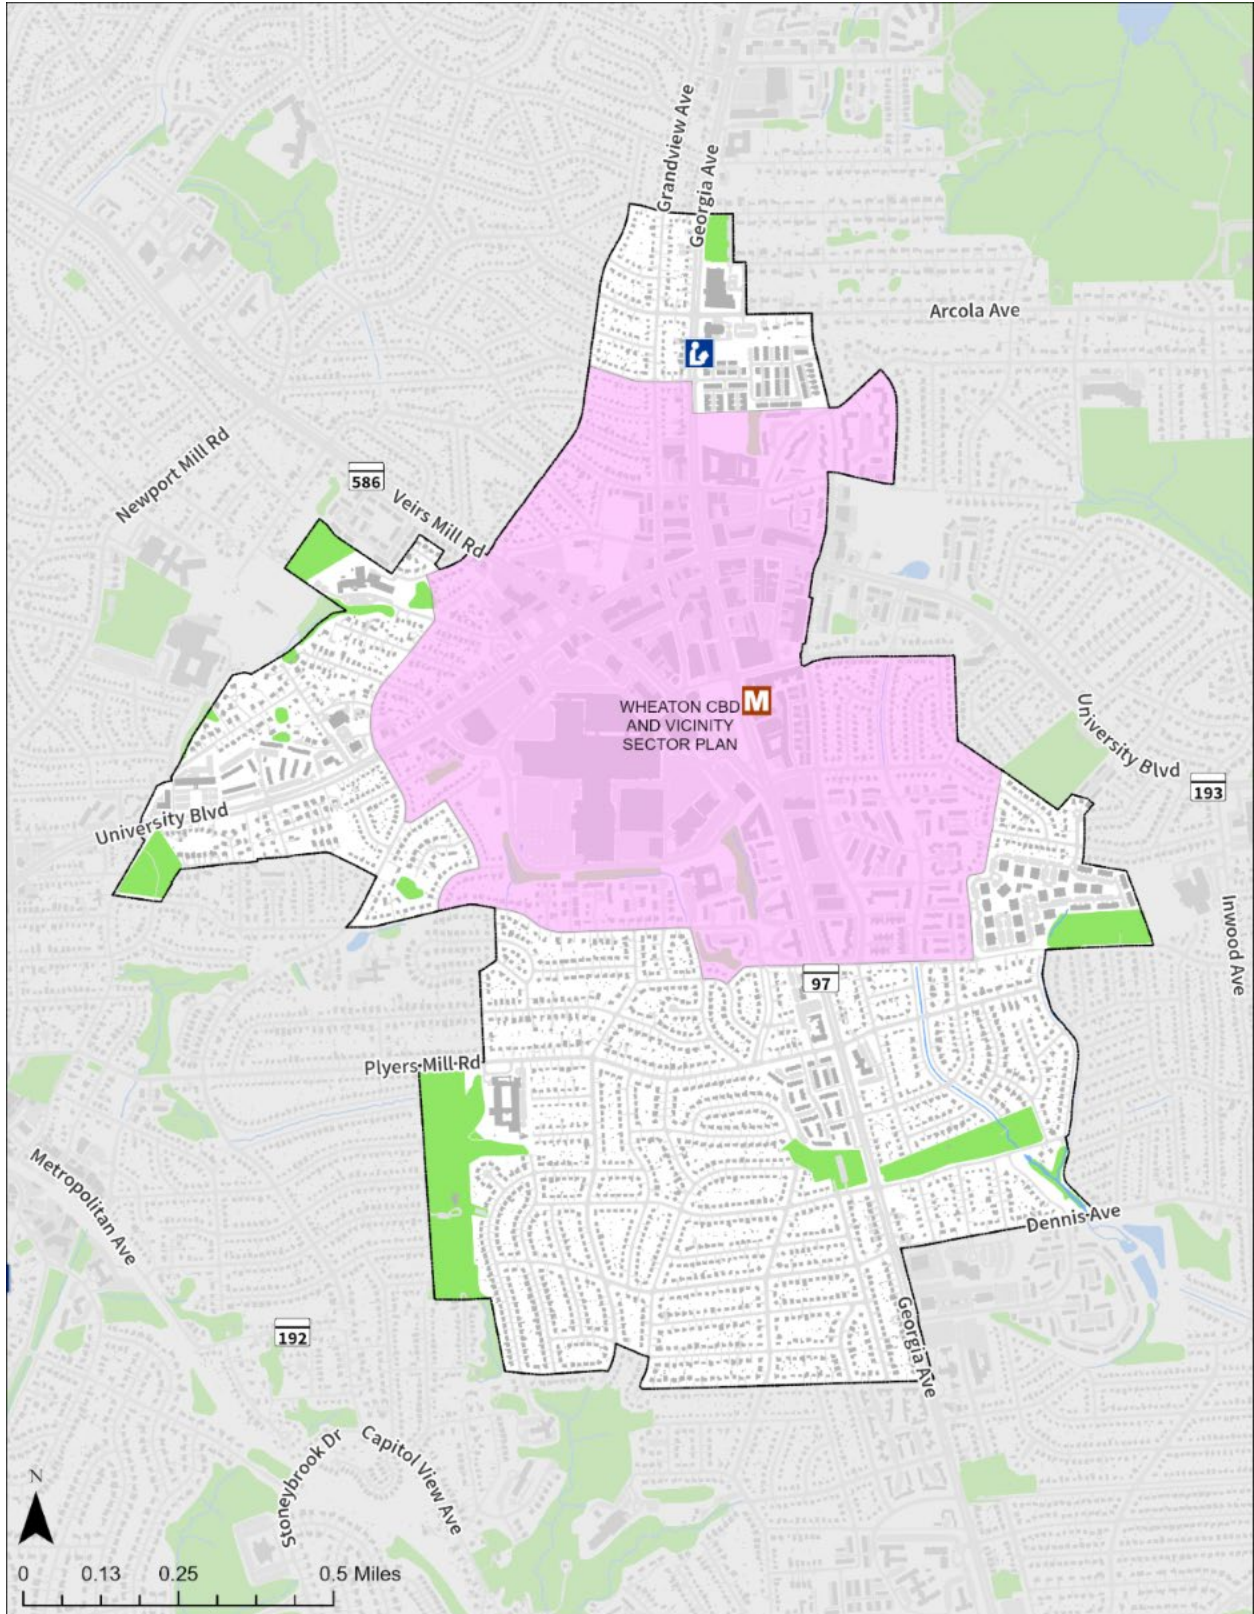 Grandview Ave
Georgia Ave
Arcola Ave
Newport Mill Rd
586
Veirs Mill Rd
M
WHEATON CBD
AND VICINITY
SECTOR PLAN
University Blvd
193
University Blvd
Inwood Ave
97
Plyers Mill Rd
Metropolitan Ave
Dennis Ave
Georgia Ave
192
Stoneybrook Dr
Capitol View Ave
N
0 0.13 0.25 0.5 Miles